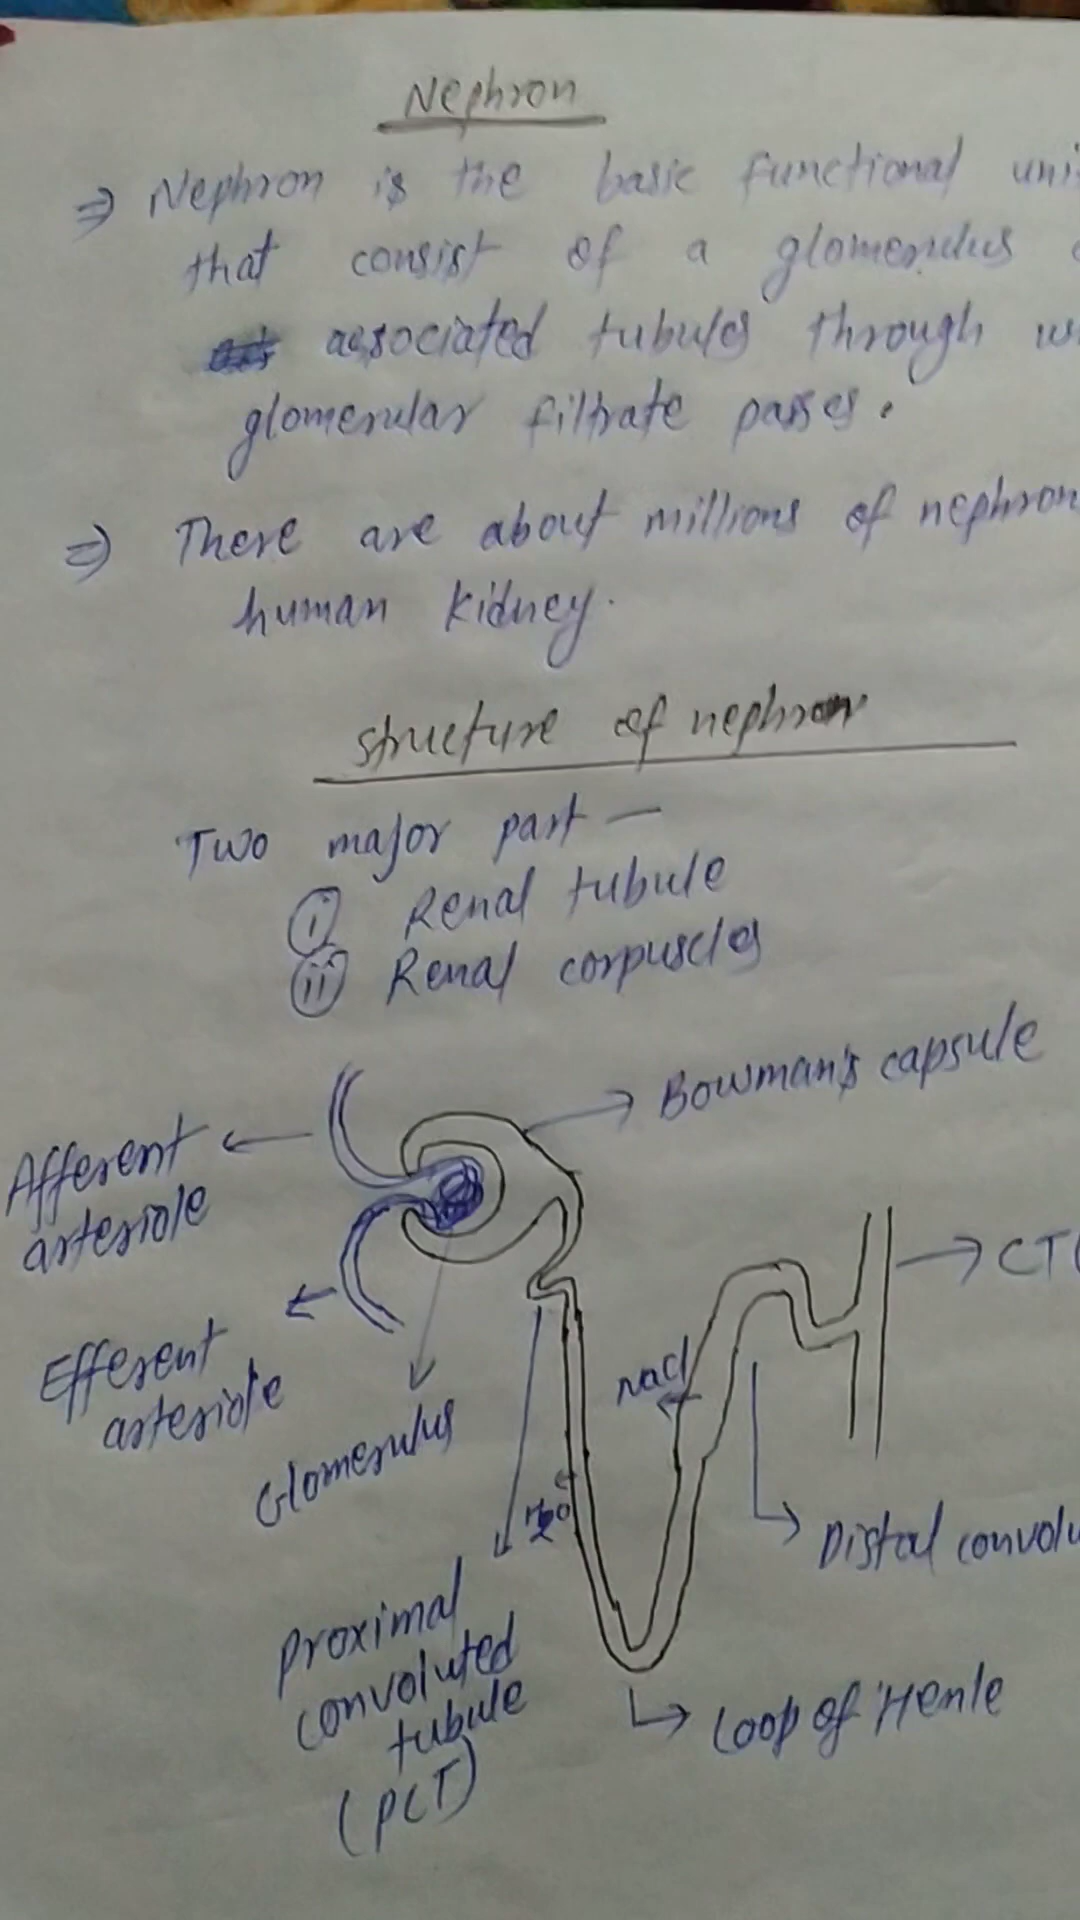 Nephron
⇒ Nephron is the basic functional uni
that consist of a glomerulus
associated tubules through w
glomerular filtrate passes.
⇒ There are about millions of nephron
human kidney.
structure of nephron
Two major part —
(i) Renal tubule
(ii) Renal corpuscles
Bowman's capsule
Afferent
arteriole
CT
Efferent
arteriole
NaCl
Glomerulus
H2O
Distal convolu
Proximal
convoluted
tubule
(PCT)
Loop of Henle